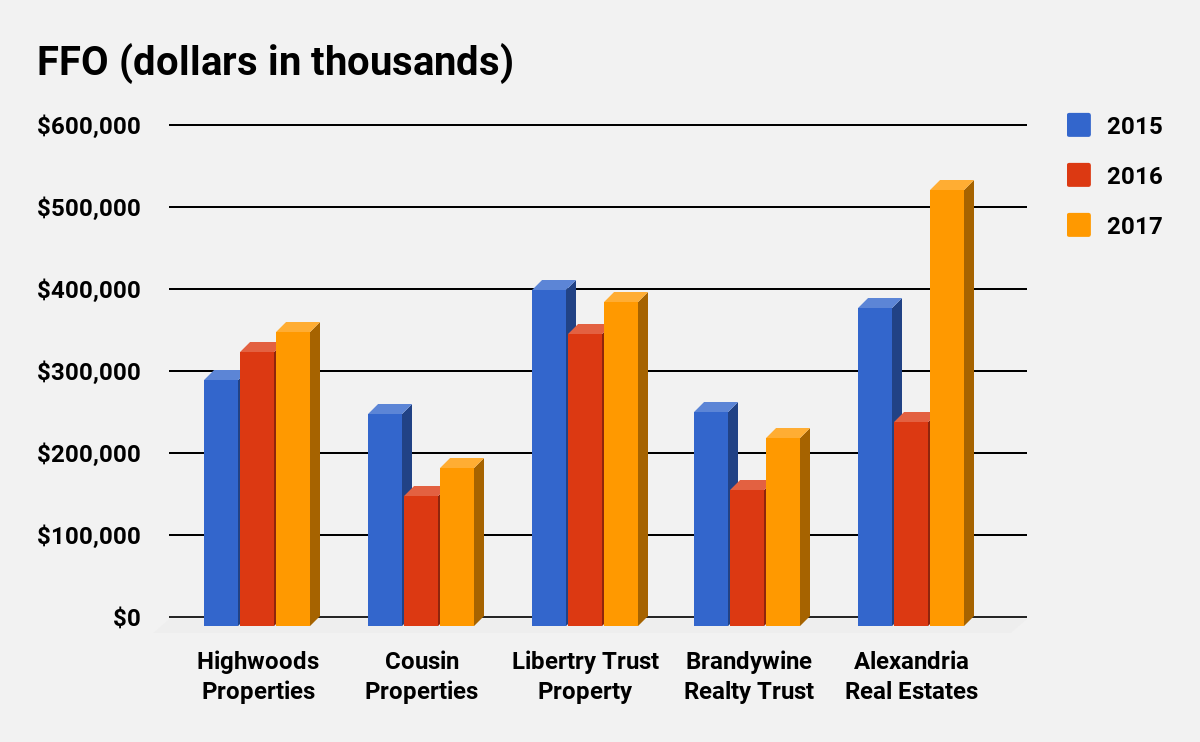 FFO (dollars in thousands)
$600,000
$500,000
$400,000
$300,000
$200,000
$100,000
$0
2015
2016
2017
Highwoods
Properties
Cousin
Properties
Libertry Trust
Property
Brandywine
Realty Trust
Alexandria
Real Estates